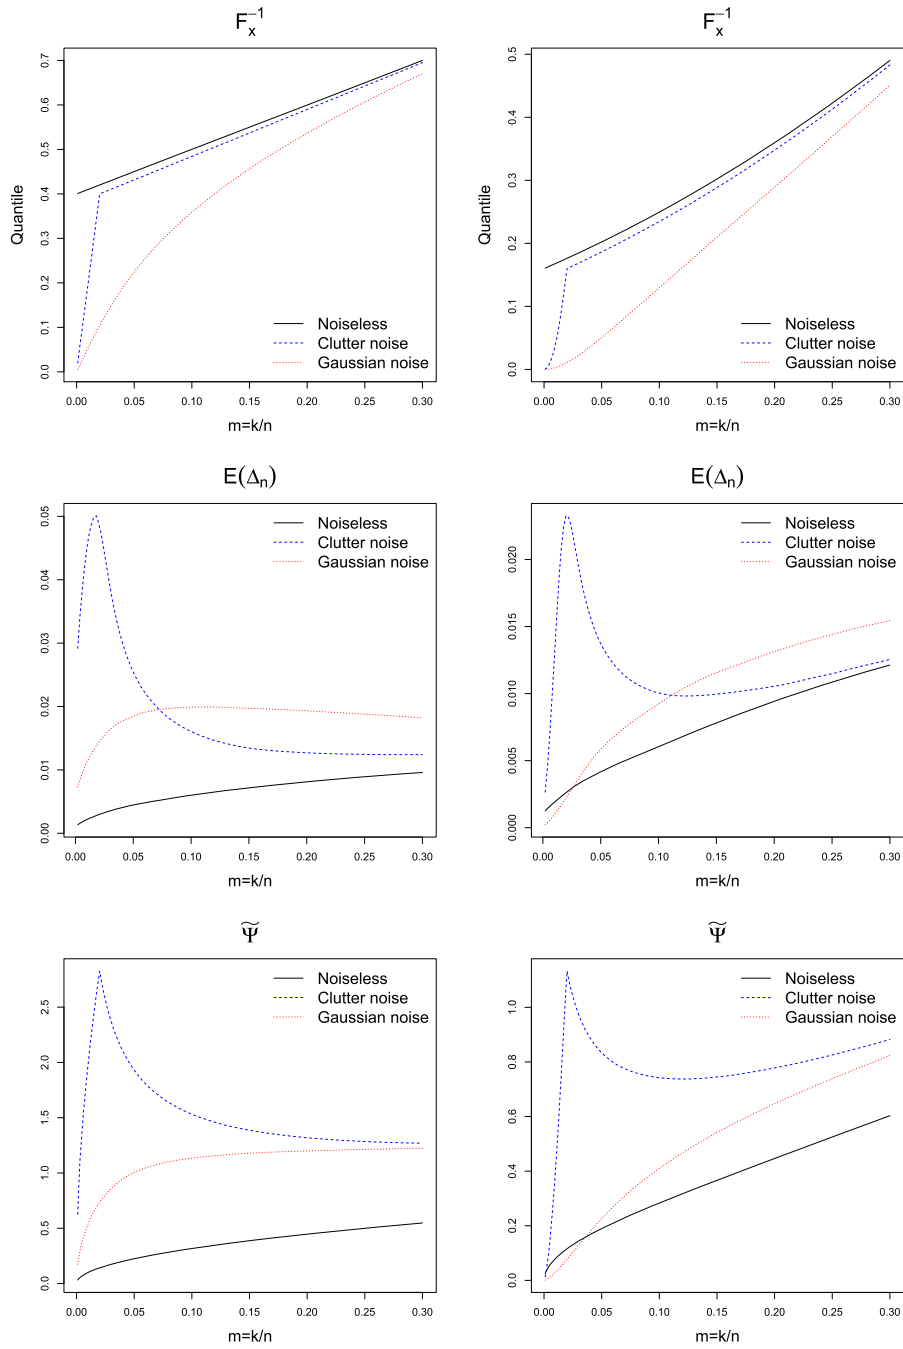 F_x^{-1}
Quantile
0.0 0.1 0.2 0.3 0.4 0.5 0.6 0.7
Noiseless
Clutter noise
Gaussian noise
0.00 0.05 0.10 0.15 0.20 0.25 0.30
m=k/n
F_x^{-1}
Quantile
0.0 0.1 0.2 0.3 0.4 0.5
Noiseless
Clutter noise
Gaussian noise
0.00 0.05 0.10 0.15 0.20 0.25 0.30
m=k/n
E(Δ_n)
0.00 0.01 0.02 0.03 0.04 0.05
Noiseless
Clutter noise
Gaussian noise
0.00 0.05 0.10 0.15 0.20 0.25 0.30
m=k/n
E(Δ_n)
0.000 0.005 0.010 0.015 0.020
Noiseless
Clutter noise
Gaussian noise
0.00 0.05 0.10 0.15 0.20 0.25 0.30
m=k/n
Ψ̃
0.0 0.5 1.0 1.5 2.0 2.5
Noiseless
Clutter noise
Gaussian noise
0.00 0.05 0.10 0.15 0.20 0.25 0.30
m=k/n
Ψ̃
0.0 0.2 0.4 0.6 0.8 1.0
Noiseless
Clutter noise
Gaussian noise
0.00 0.05 0.10 0.15 0.20 0.25 0.30
m=k/n